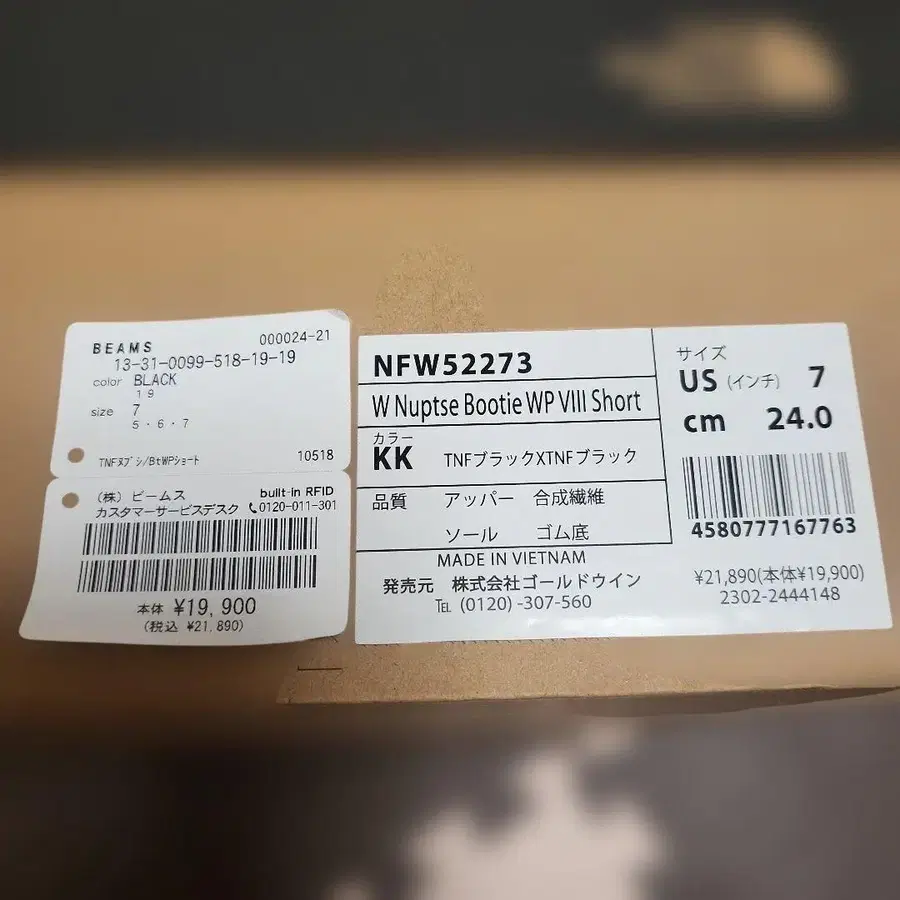 BEAMS 000024-21
13-31-0099-518-19-19
color BLACK
19
size 7
5・6・7
TNFヌプシ/BtWPショート 10518
(株)ビームス built-in RFID
カスタマーサービスデスク 0120-011-301
本体 ¥19,900
(税込 ¥21,890)
NFW52273
W Nuptse Bootie WP VIII Short
カラー
KK TNFブラックXTNFブラック
品質 アッパー 合成繊維
ソール ゴム底
MADE IN VIETNAM
発売元 株式会社ゴールドウイン
TEL (0120)-307-560
サイズ
US (インチ) 7
cm 24.0
4580777167763
¥21,890(本体¥19,900)
2302-2444148